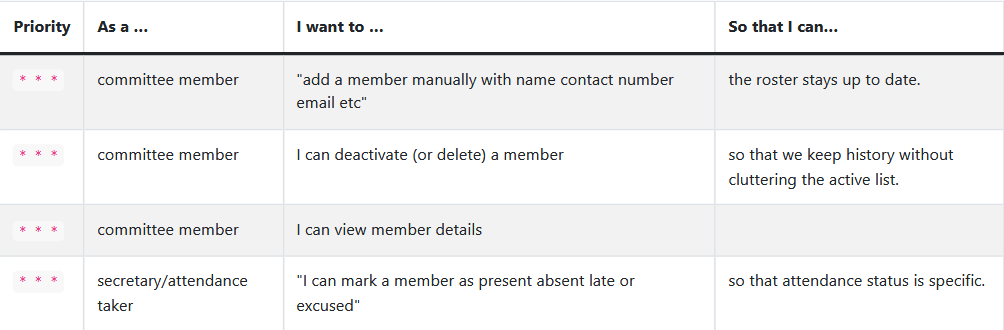 Priority As a ... I want to ... So that I can...
* * * committee member "add a member manually with name contact number the roster stays up to date.
email etc"
* * * committee member I can deactivate (or delete) a member so that we keep history without
cluttering the active list.
* * * committee member I can view member details
* * * secretary/attendance "I can mark a member as present absent late or so that attendance status is specific.
taker excused"